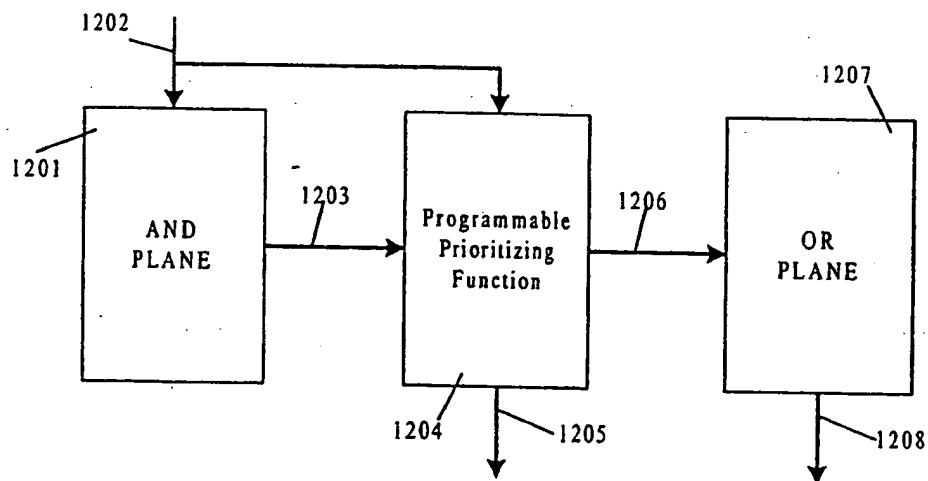 1202
1207
1201
1203
1206
AND
PLANE
Programmable
Prioritizing
Function
OR
PLANE
1204
1205
1208